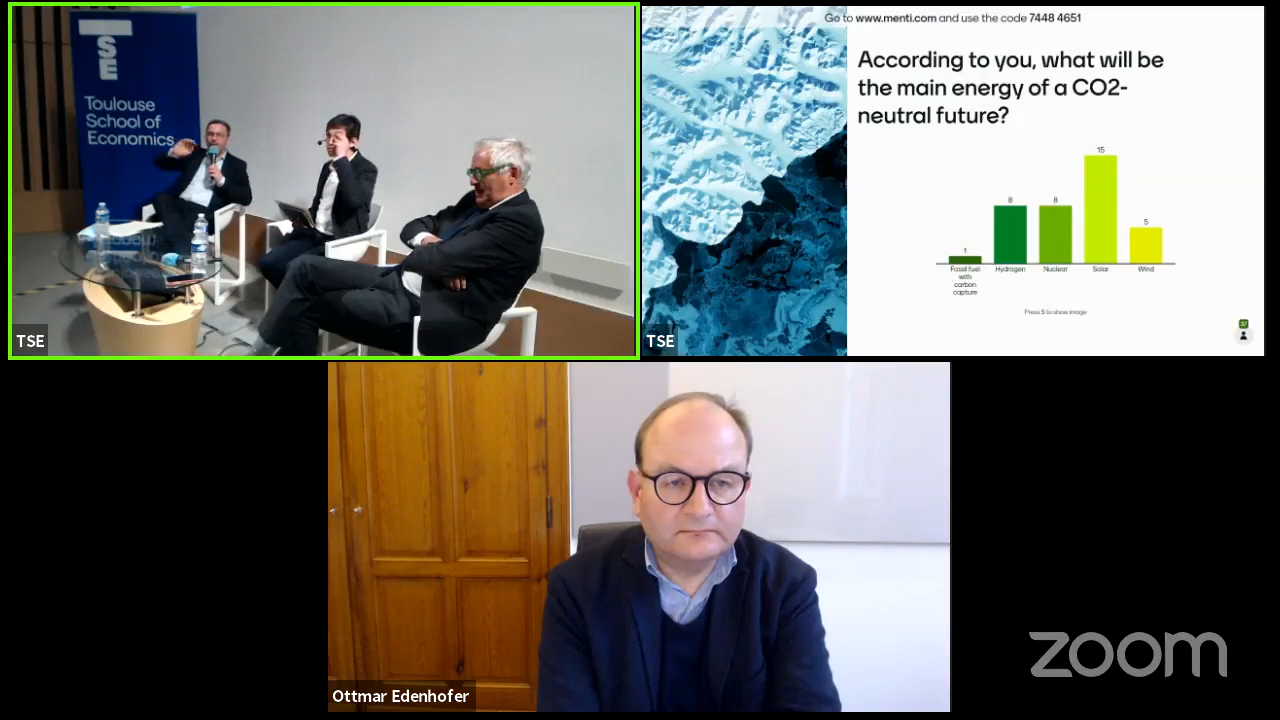 TSE
Toulouse
School of
Economics
TSE
Go to www.menti.com and use the code 7448 4651
According to you, what will be
the main energy of a CO2-
neutral future?
1
8
8
15
5
Fossil fuel
with
carbon
capture
Hydrogen
Nuclear
Solar
Wind
Press S to show image
37
TSE
Ottmar Edenhofer
zoom